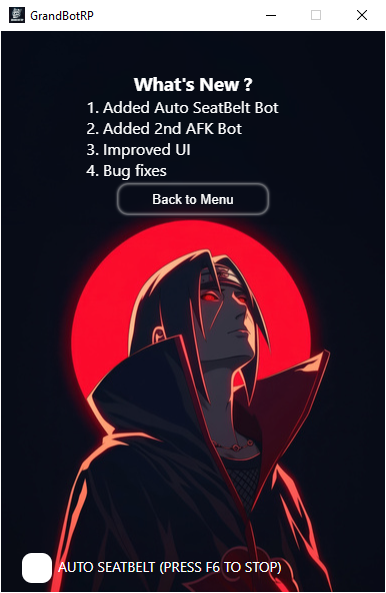 GrandBotRP
What's New ?
1. Added Auto SeatBelt Bot
2. Added 2nd AFK Bot
3. Improved UI
4. Bug fixes
Back to Menu
AUTO SEATBELT (PRESS F6 TO STOP)